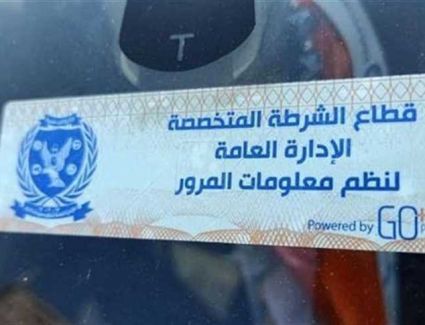 T
قطاع الشرطة المتخصصة
الإدارة العامة
لنظم معلومات المرور
Powered by GO